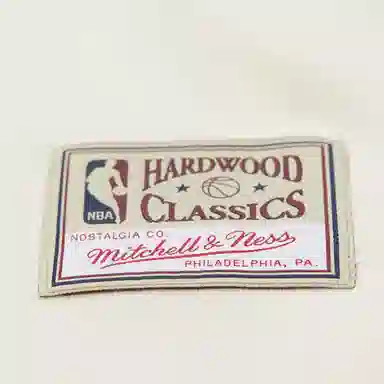 HARDWOOD
CLASSICS
NBA
NOSTALGIA CO.
Mitchell & Ness
PHILADELPHIA, PA.